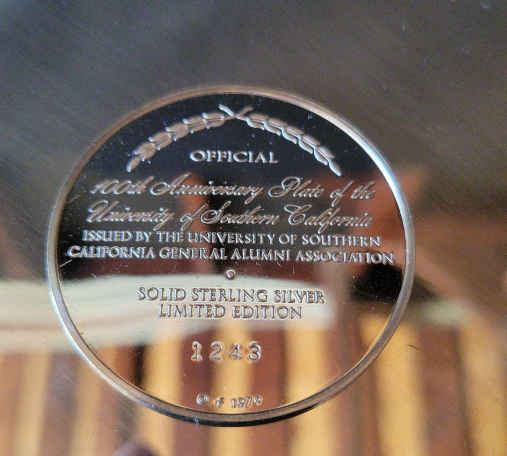 OFFICIAL
100th Anniversary Plate of the
University of Southern California
ISSUED BY THE UNIVERSITY OF SOUTHERN
CALIFORNIA GENERAL ALUMNI ASSOCIATION
SOLID STERLING SILVER
LIMITED EDITION
1243